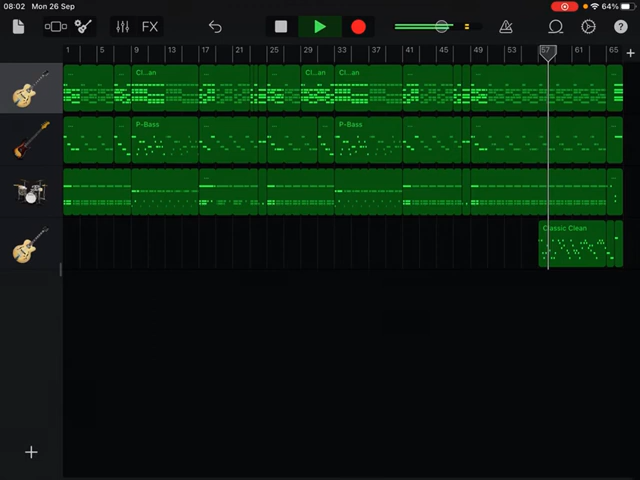 08:02 Mon 26 Sep
64%
FX
?
1 5 9 13 17 21 25 29 33 37 41 45 49 53 57 61 65
+
... ... Cl...an ... ... ... Cl...an Cl...an ... ... ... ...
... ... P-Bass ... ... ... ... P-Bass ... ... ... ...
... ... ... ... ... ...
Classic Clean
+